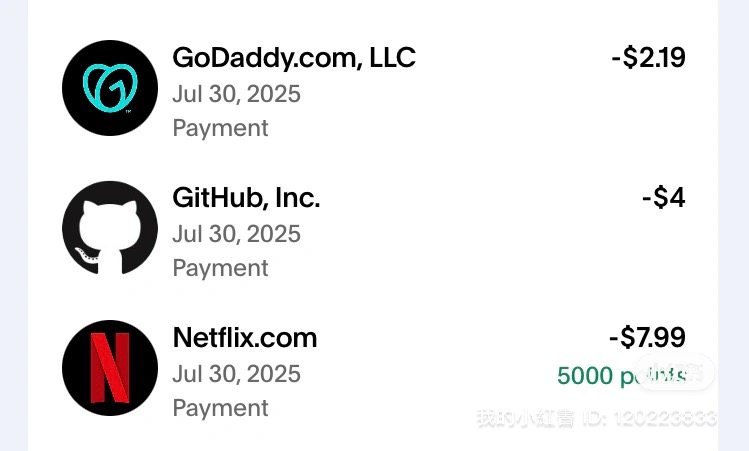 GoDaddy.com, LLC
-$2.19
Jul 30, 2025
Payment
GitHub, Inc.
-$4
Jul 30, 2025
Payment
Netflix.com
-$7.99
Jul 30, 2025
5000 points
Payment
我的小紅書 ID: 120223833